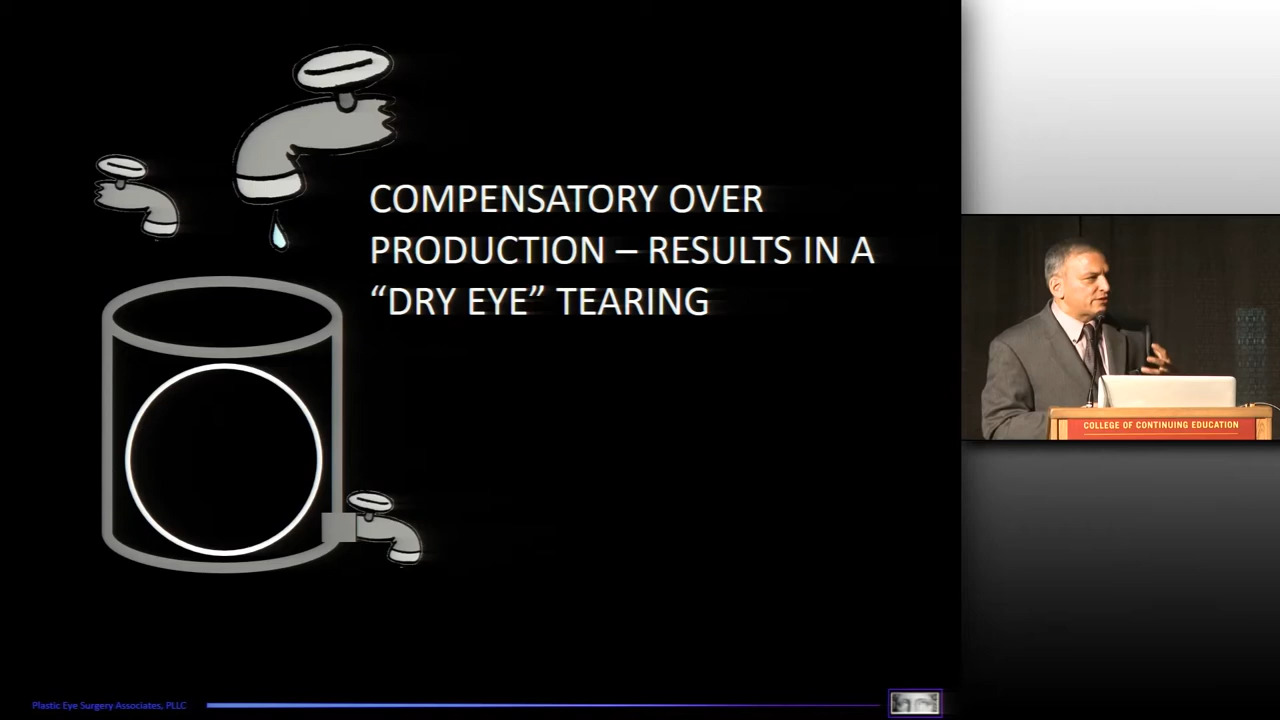 COMPENSATORY OVER
PRODUCTION – RESULTS IN A
“DRY EYE” TEARING
COLLEGE OF CONTINUING EDUCATION
Plastic Eye Surgery Associates, PLLC